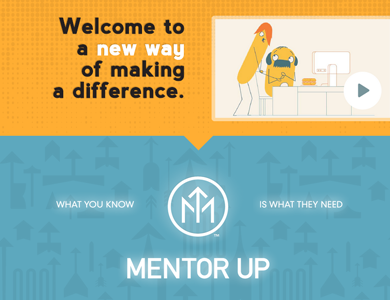 Welcome to
a new way
of making
a difference.
WHAT YOU KNOW
IS WHAT THEY NEED
MENTOR UP